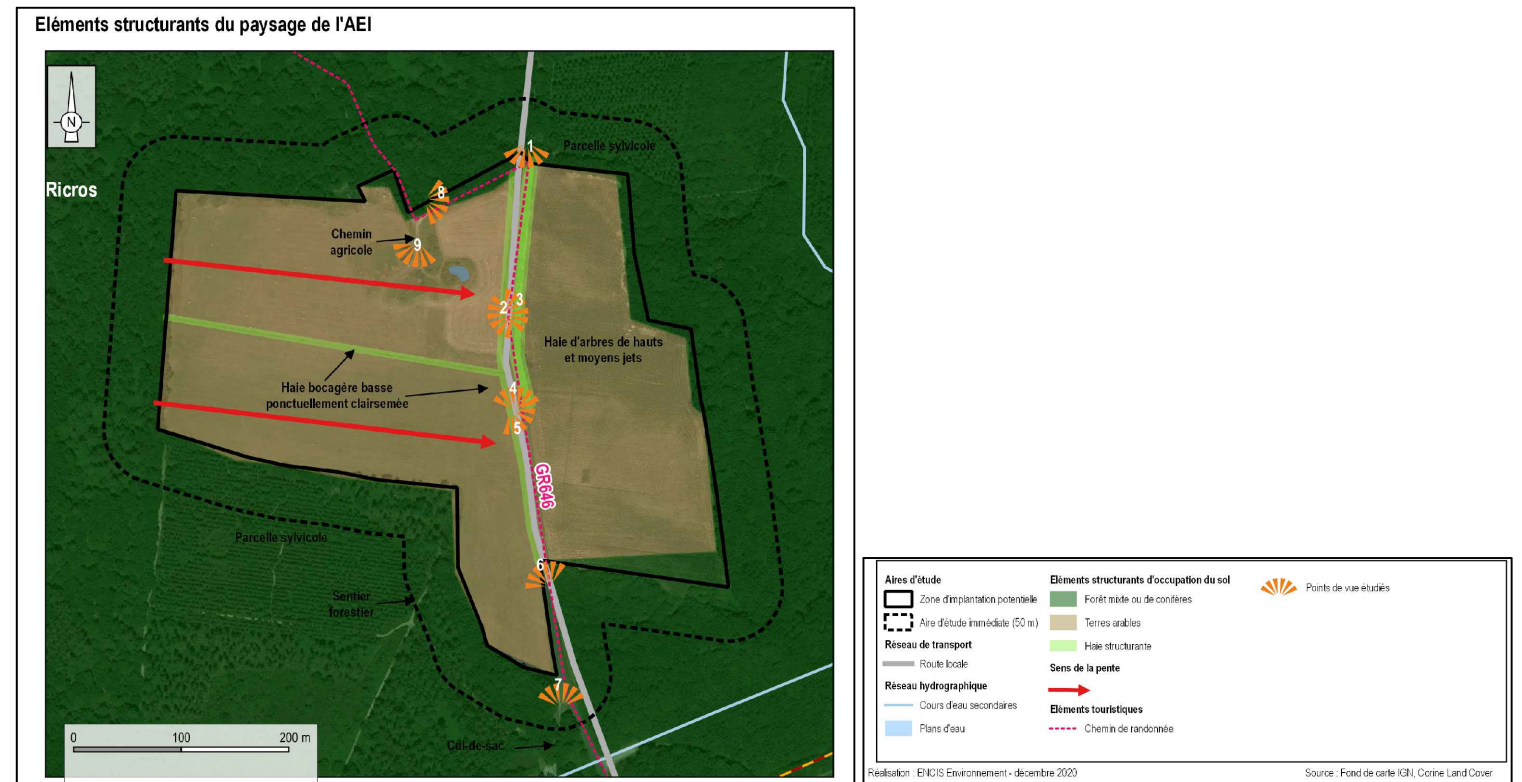 Eléments structurants du paysage de l'AEI
N
Ricros
1
Parcelle sylvicole
8
Chemin
agricole
9
2
3
Haie d'arbres de hauts
et moyens jets
Haie bocagère basse
ponctuellement clairsemée
4
5
GR646
Parcelle sylvicole
6
Sentier
forestier
7
Cul-de-sac
0 100 200 m
Aires d'étude
Zone d'implantation potentielle
Aire d'étude immédiate (50 m)
Réseau de transport
Route locale
Réseau hydrographique
Cours d'eau secondaires
Plans d'eau
Eléments structurants d'occupation du sol
Forêt mixte ou de conifères
Terres arables
Haie structurante
Sens de la pente
Eléments touristiques
Chemin de randonnée
Points de vue étudiés
Réalisation : ENCIS Environnement - décembre 2020
Source : Fond de carte IGN, Corine Land Cover